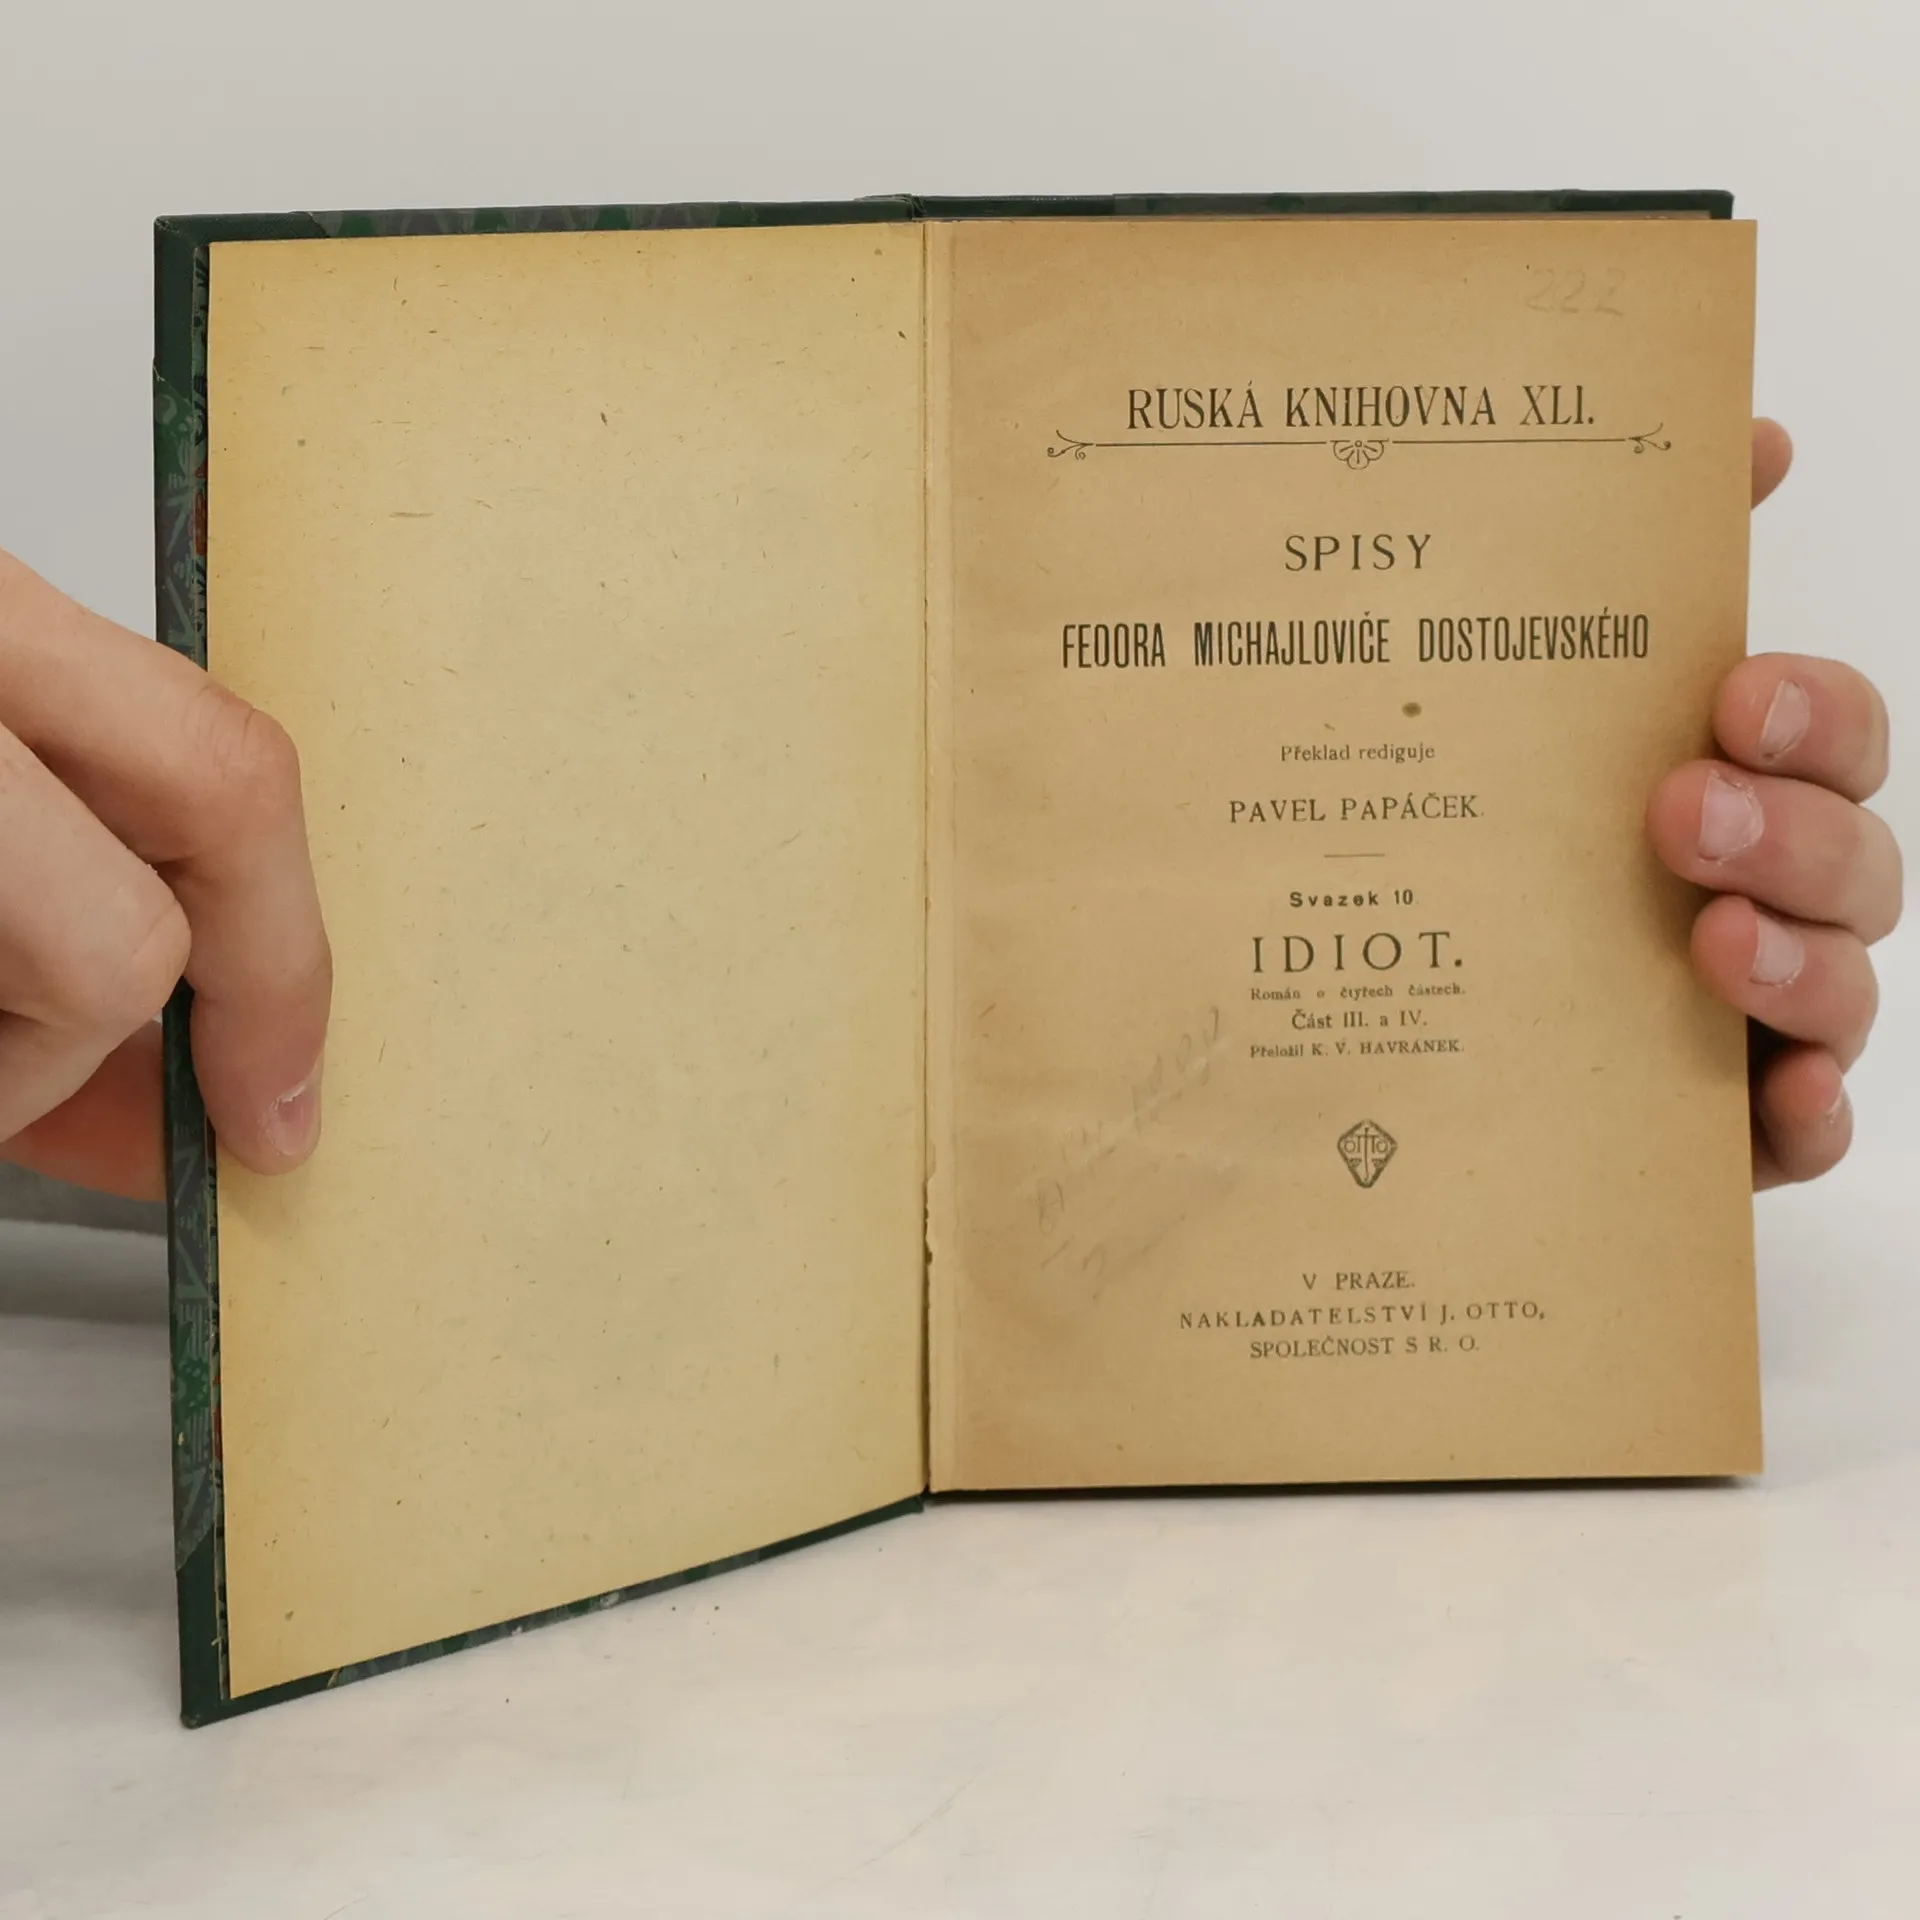 222
RUSKÁ KNIHOVNA XLI.
SPISY
FEDORA MICHAJLOVIČE DOSTOJEVSKÉHO
Překlad rediguje
PAVEL PAPÁČEK.
Svazek 10
IDIOT.
Román o čtyřech částech.
Část III. a IV.
Přeložil K. V. HAVRÁNEK.
OTTO
V PRAZE.
NAKLADATELSTVÍ J. OTTO,
SPOLEČNOST S R. O.